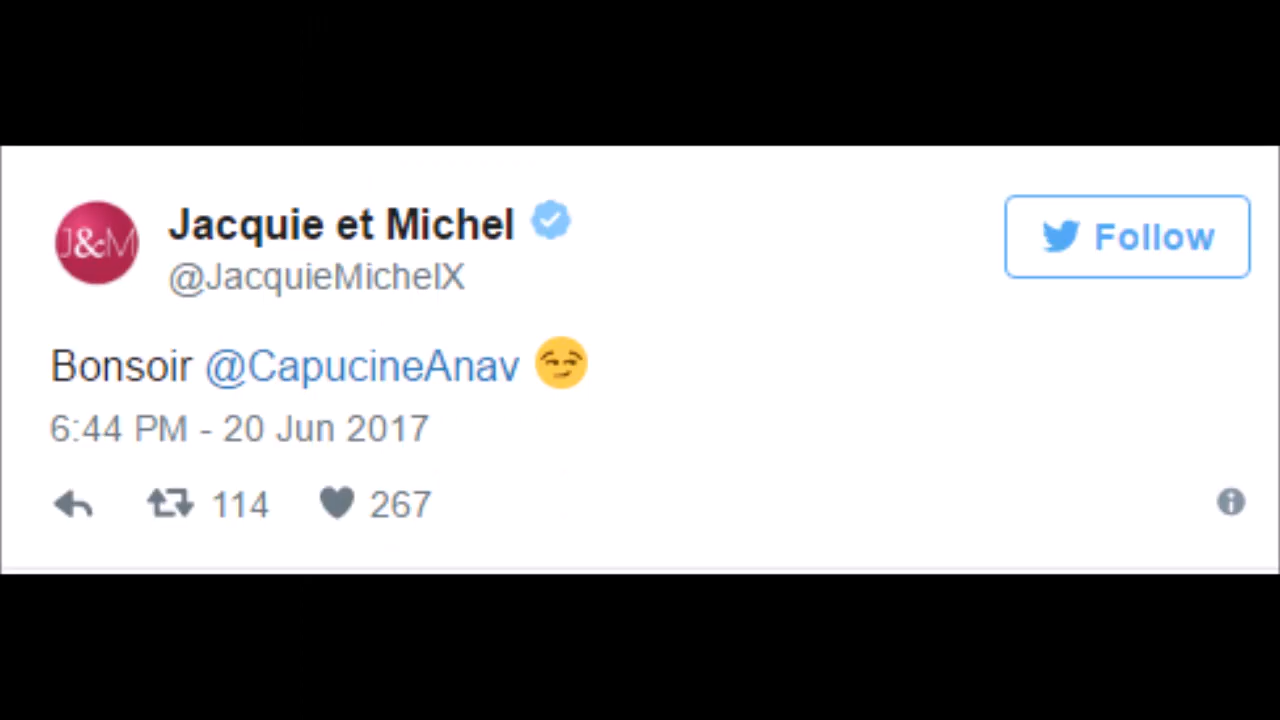 J&M
Jacquie et Michel
@JacquieMichelX
Follow
Bonsoir @CapucineAnav 😏
6:44 PM - 20 Jun 2017
114 267